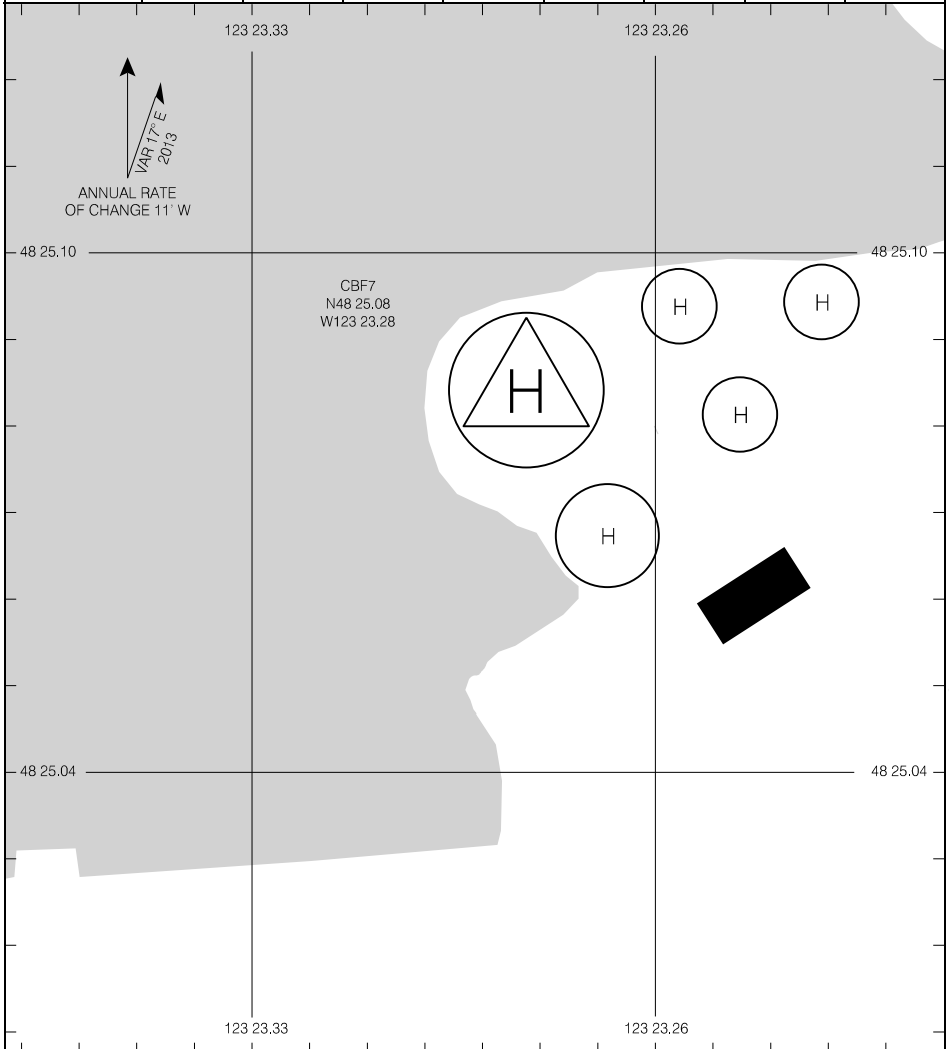 123 23.33
123 23.26
VAR 17° E
2013
ANNUAL RATE
OF CHANGE 11' W
48 25.10
48 25.10
CBF7
N48 25.08
W123 23.28
H
H
H
H
H
48 25.04
48 25.04
123 23.33
123 23.26